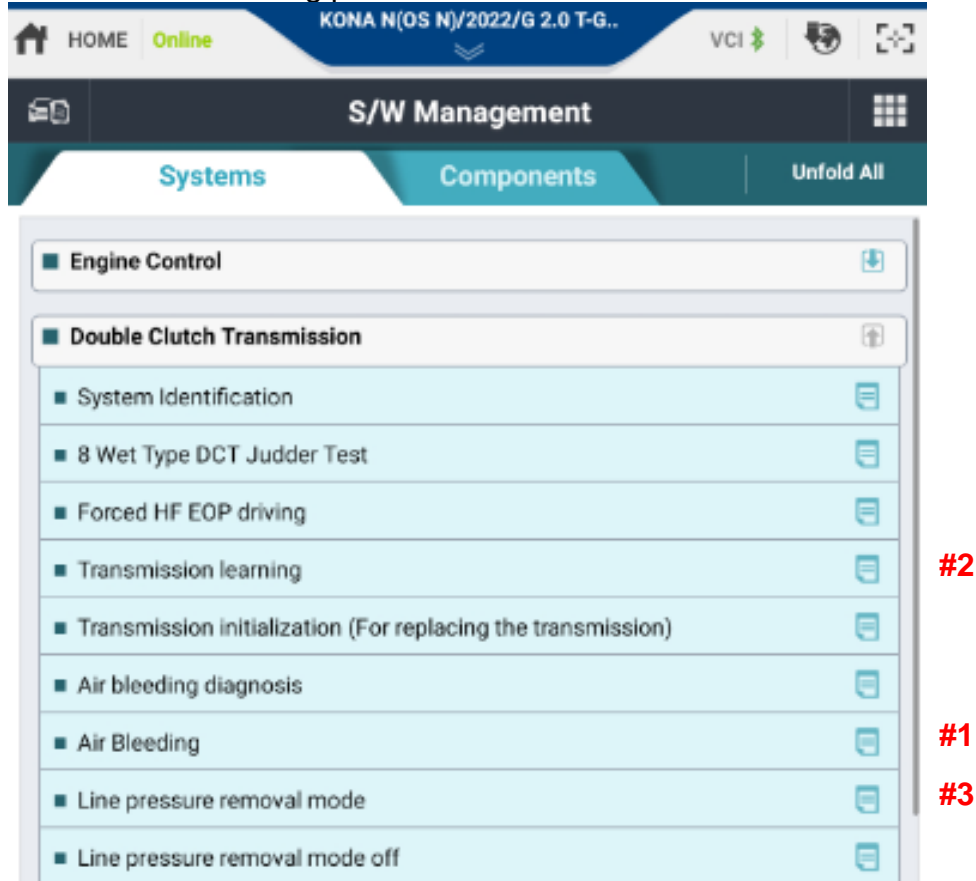 KONA N(OS N)/2022/G 2.0 T-G..
HOME Online VCI
S/W Management
Systems Components Unfold All
Engine Control
Double Clutch Transmission
System Identification
8 Wet Type DCT Judder Test
Forced HF EOP driving
Transmission learning #2
Transmission initialization (For replacing the transmission)
Air bleeding diagnosis
Air Bleeding #1
Line pressure removal mode #3
Line pressure removal mode off